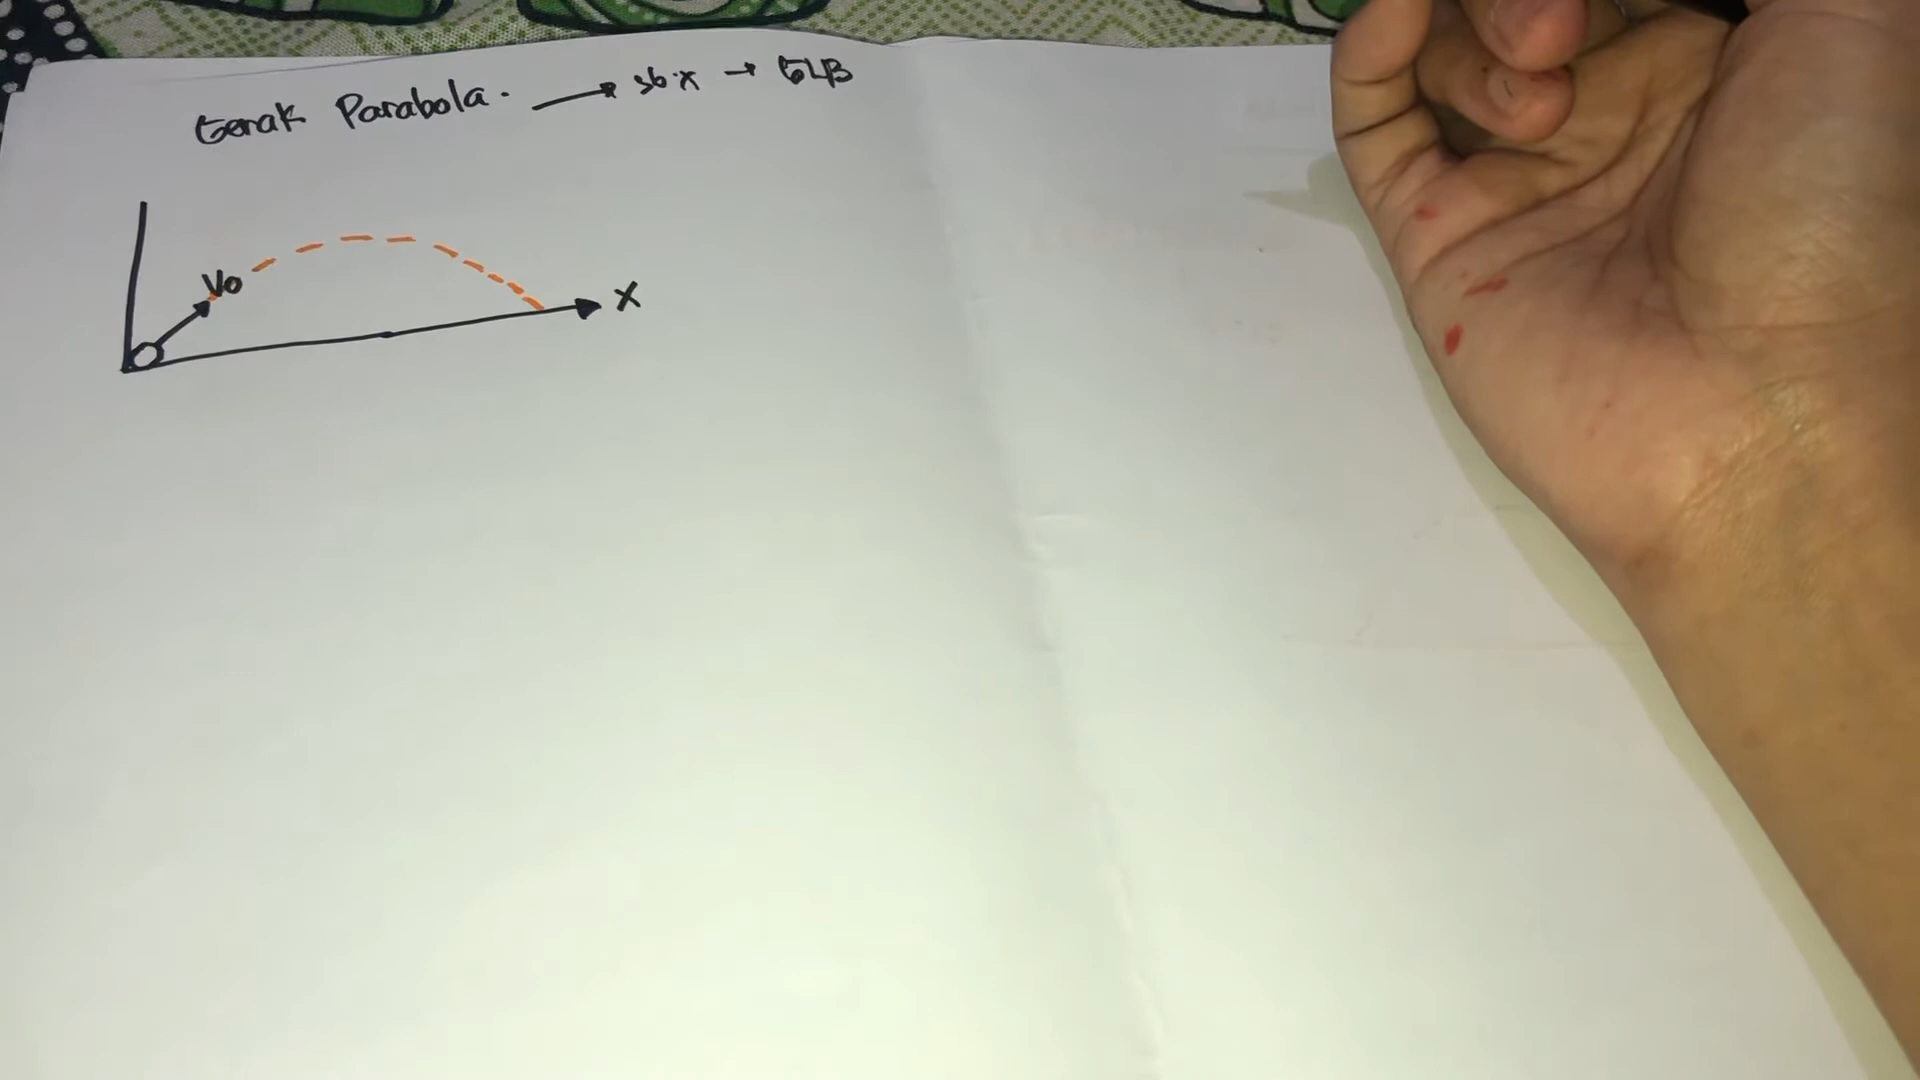 Gerak Parabola. → sb.x → GLB
Vo
X